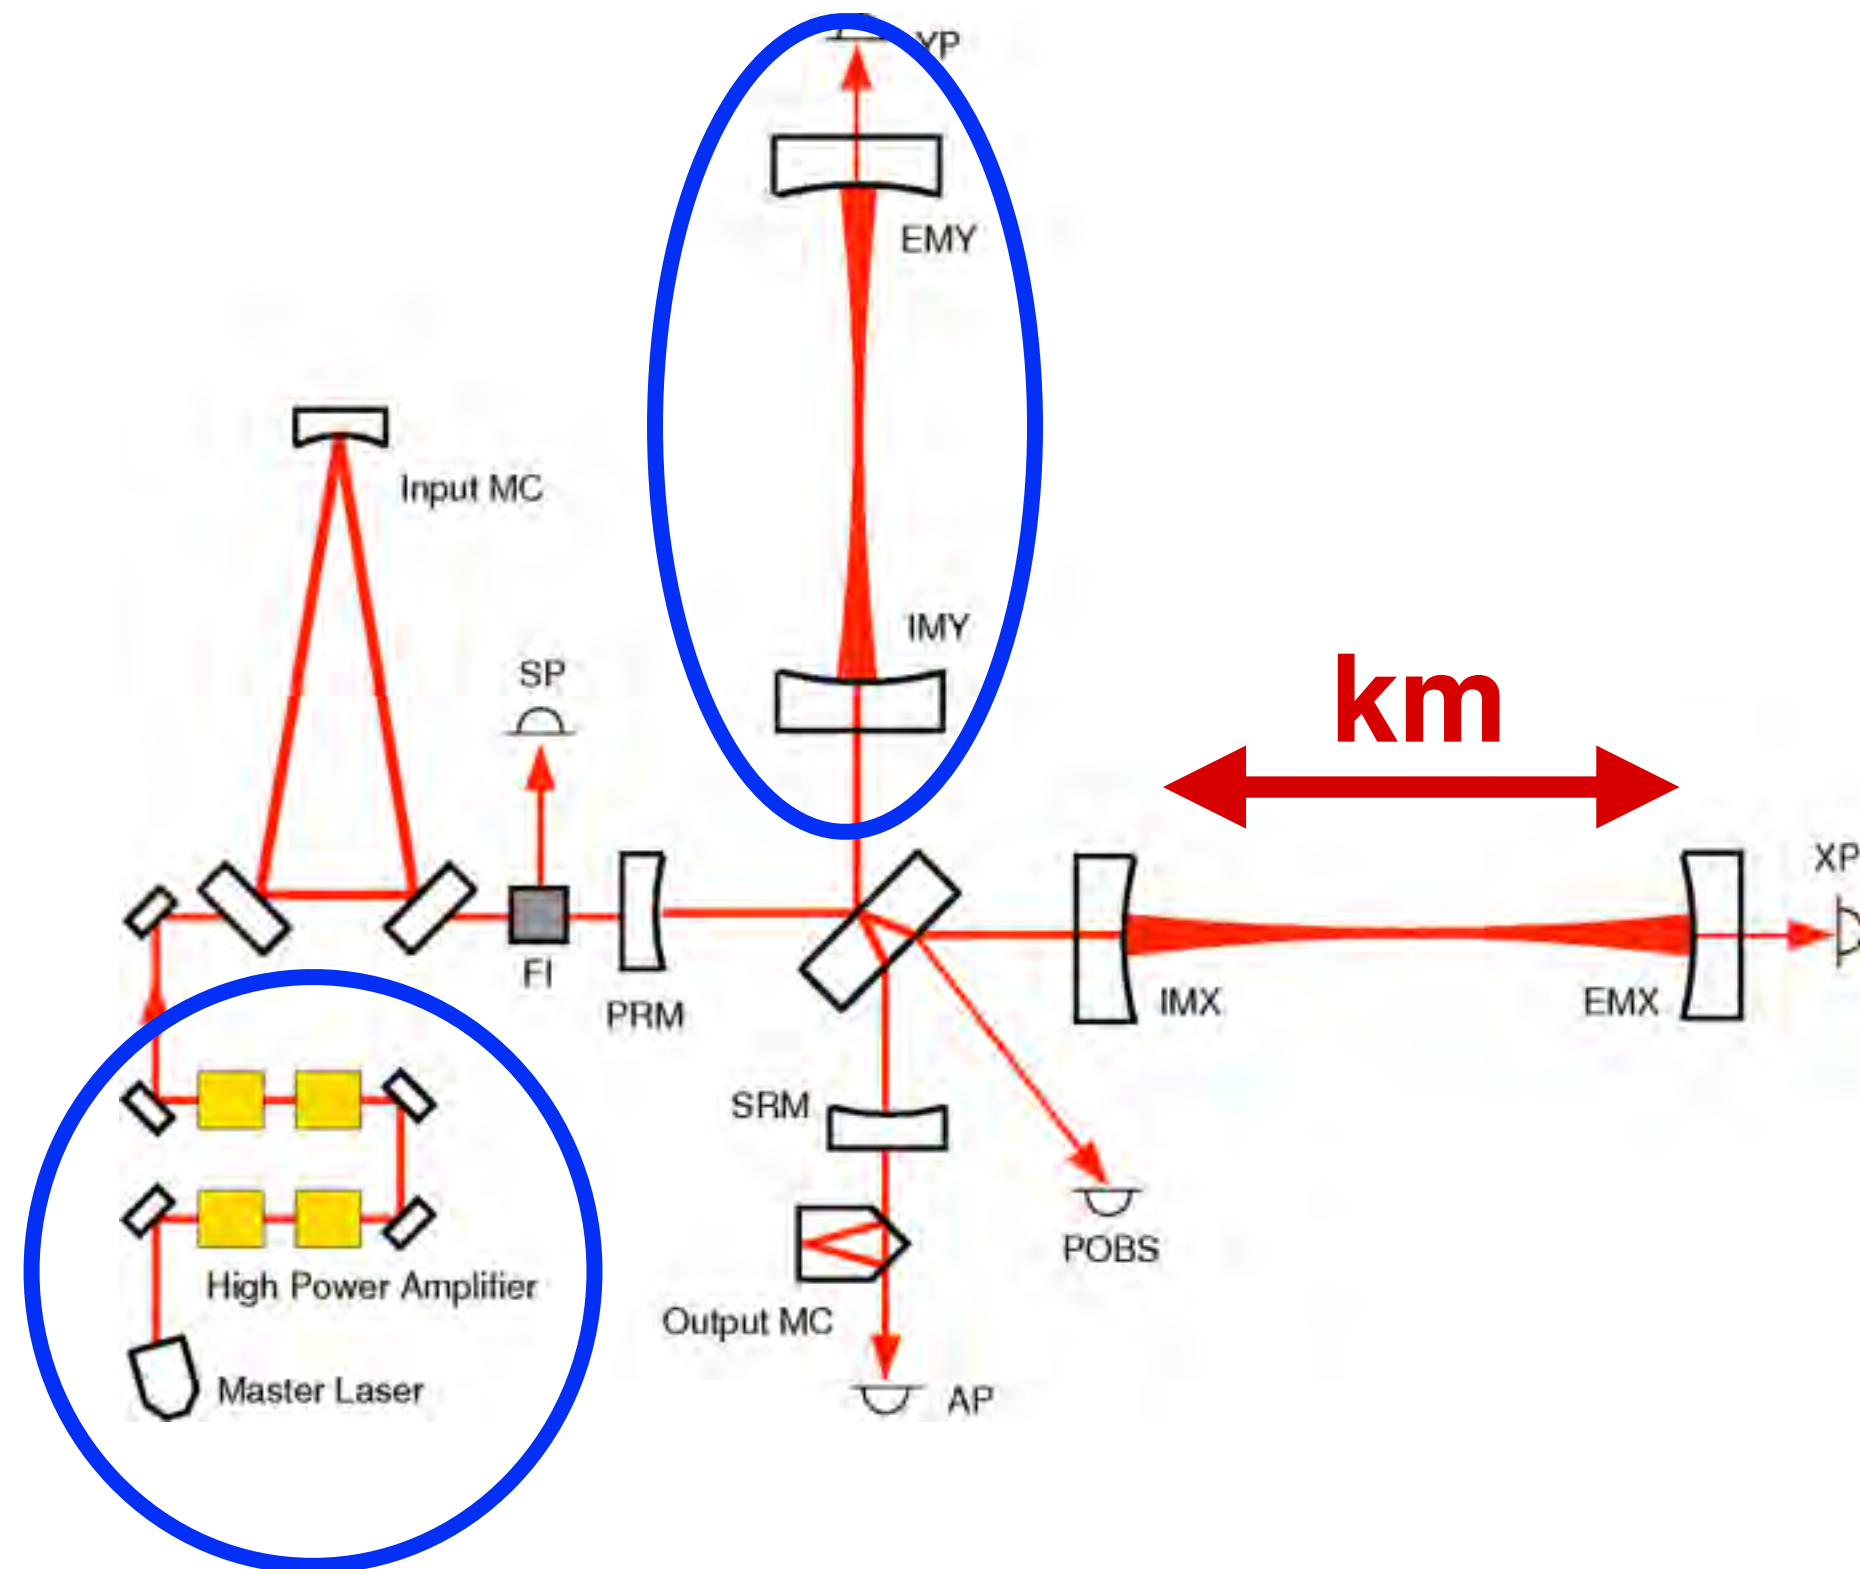 YP
EMY
Input MC
IMY
SP
km
XP
FI
PRM
IMX
EMX
SRM
POBS
High Power Amplifier
Output MC
Master Laser
AP